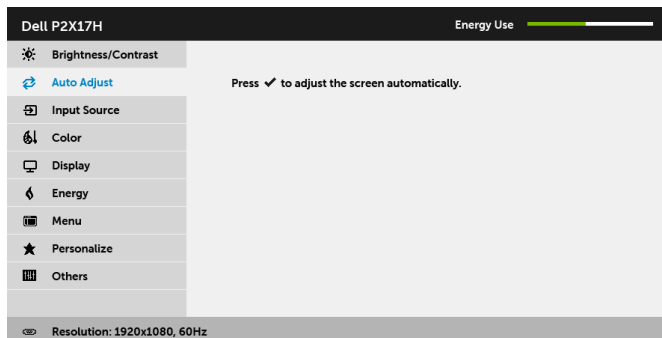 Dell P2X17H
Energy Use
Brightness/Contrast
Auto Adjust
Press ✔ to adjust the screen automatically.
Input Source
Color
Display
Energy
Menu
Personalize
Others
Resolution: 1920x1080, 60Hz